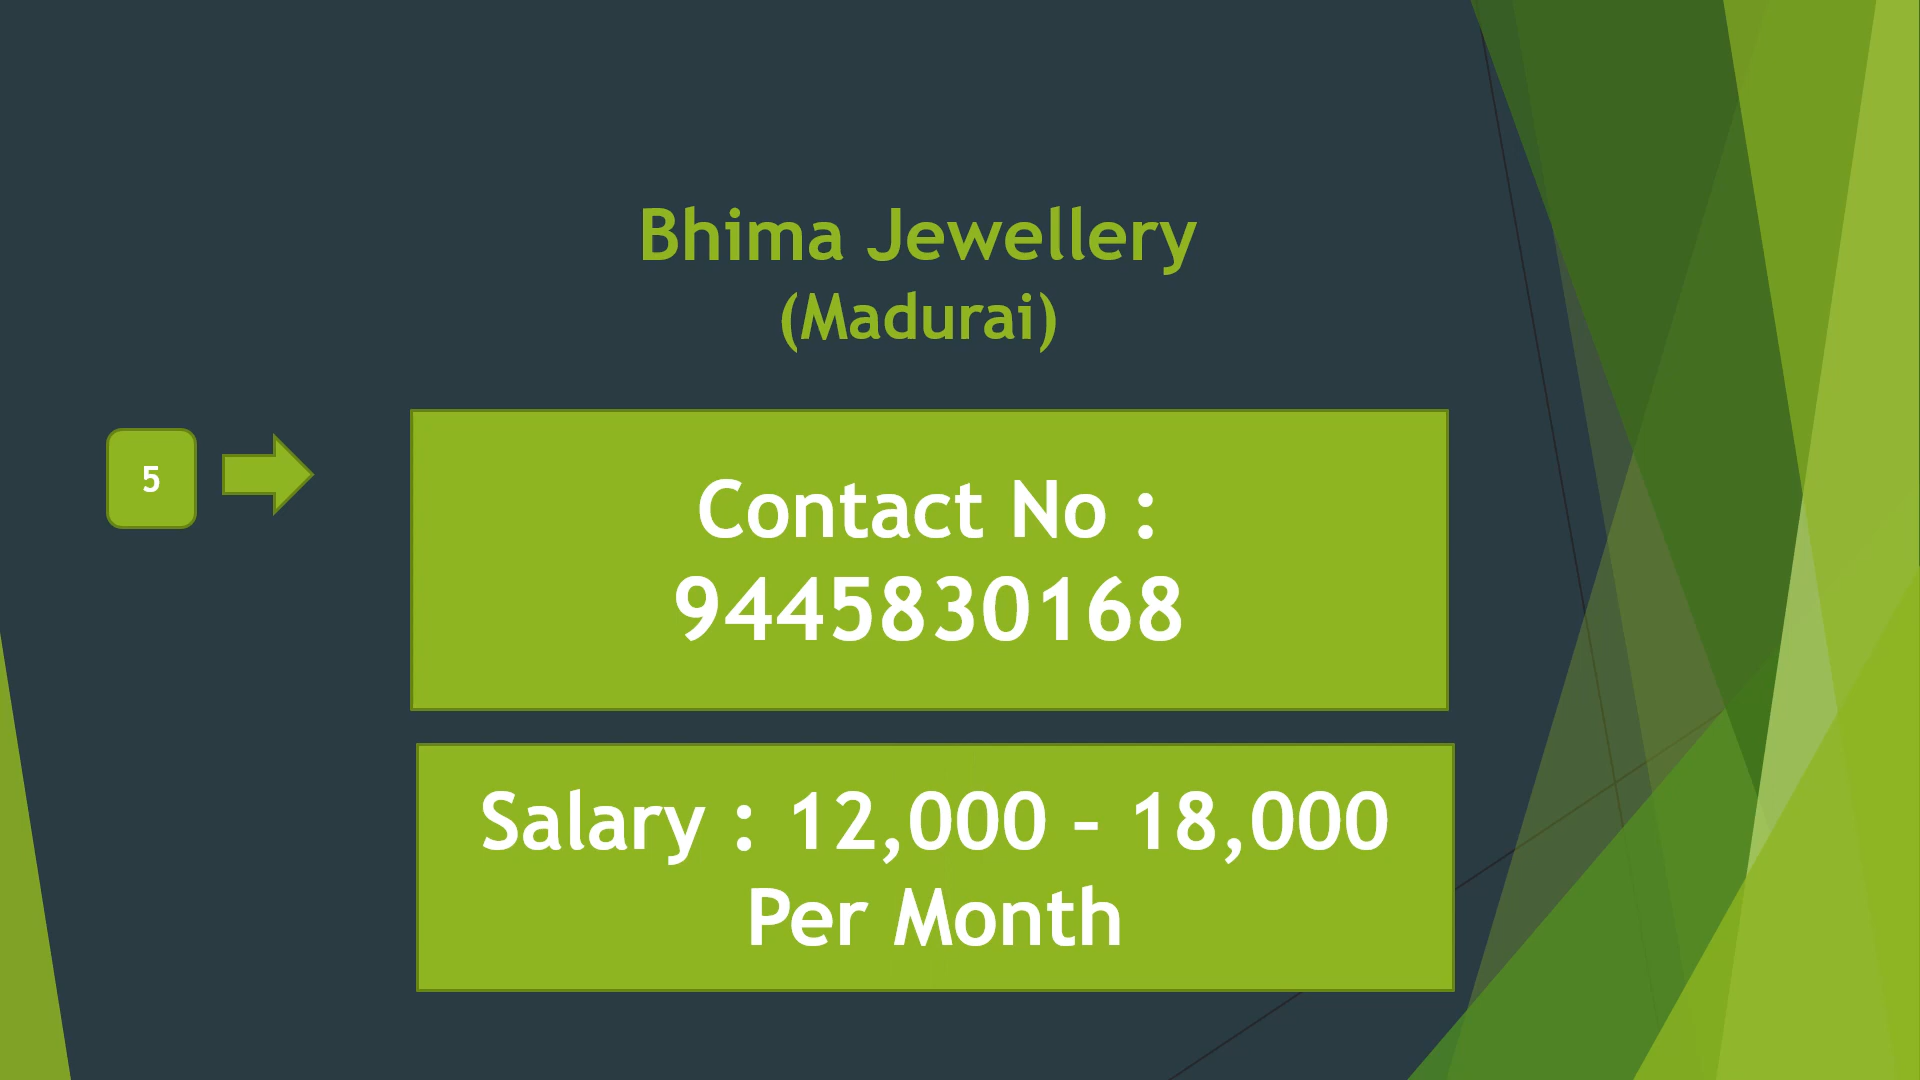 Bhima Jewellery
(Madurai)
5
Contact No :
9445830168
Salary : 12,000 – 18,000
Per Month